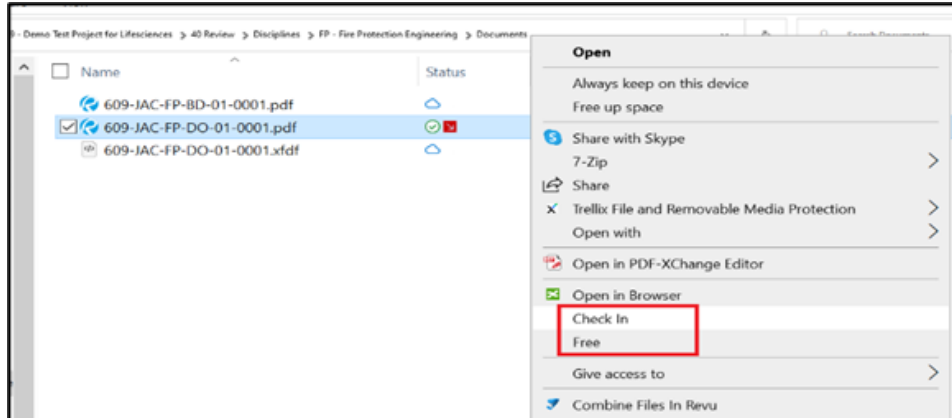 - Demo Test Project for Lifesciences > 40 Review > Disciplines > FP - Fire Protection Engineering > Documents
Search Documents
Name
Status
609-JAC-FP-BD-01-0001.pdf
609-JAC-FP-DO-01-0001.pdf
609-JAC-FP-DO-01-0001.xfdf
Open
Always keep on this device
Free up space
Share with Skype
7-Zip
Share
Trellix File and Removable Media Protection
Open with
Open in PDF-XChange Editor
Open in Browser
Check In
Free
Give access to
Combine Files In Revu